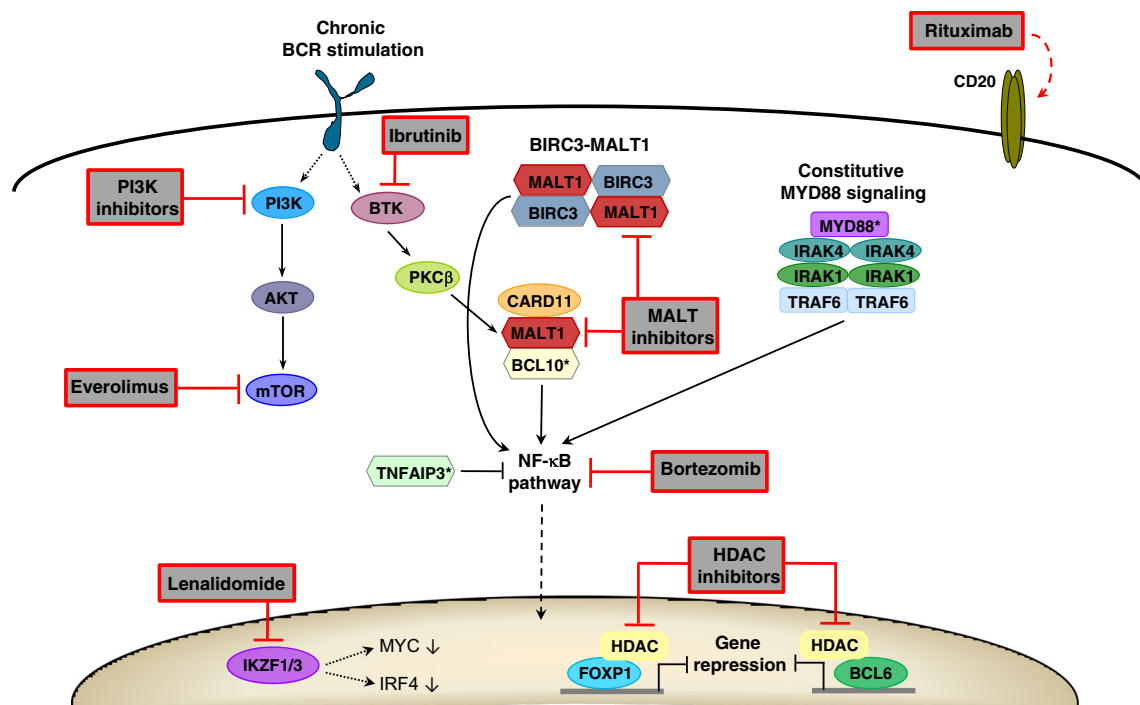 Chronic
BCR stimulation
Rituximab
CD20
Ibrutinib
BIRC3-MALT1
Constitutive
MYD88 signaling
PI3K
inhibitors
PI3K
BTK
MALT1
BIRC3
BIRC3
MALT1
MYD88*
IRAK4
IRAK4
IRAK1
IRAK1
TRAF6
TRAF6
PKCβ
AKT
CARD11
MALT1
BCL10*
MALT
inhibitors
Everolimus
mTOR
TNFAIP3*
NF-κB
pathway
Bortezomib
Lenalidomide
HDAC
inhibitors
IKZF1/3
MYC ↓
IRF4 ↓
HDAC
FOXP1
Gene
repression
HDAC
BCL6